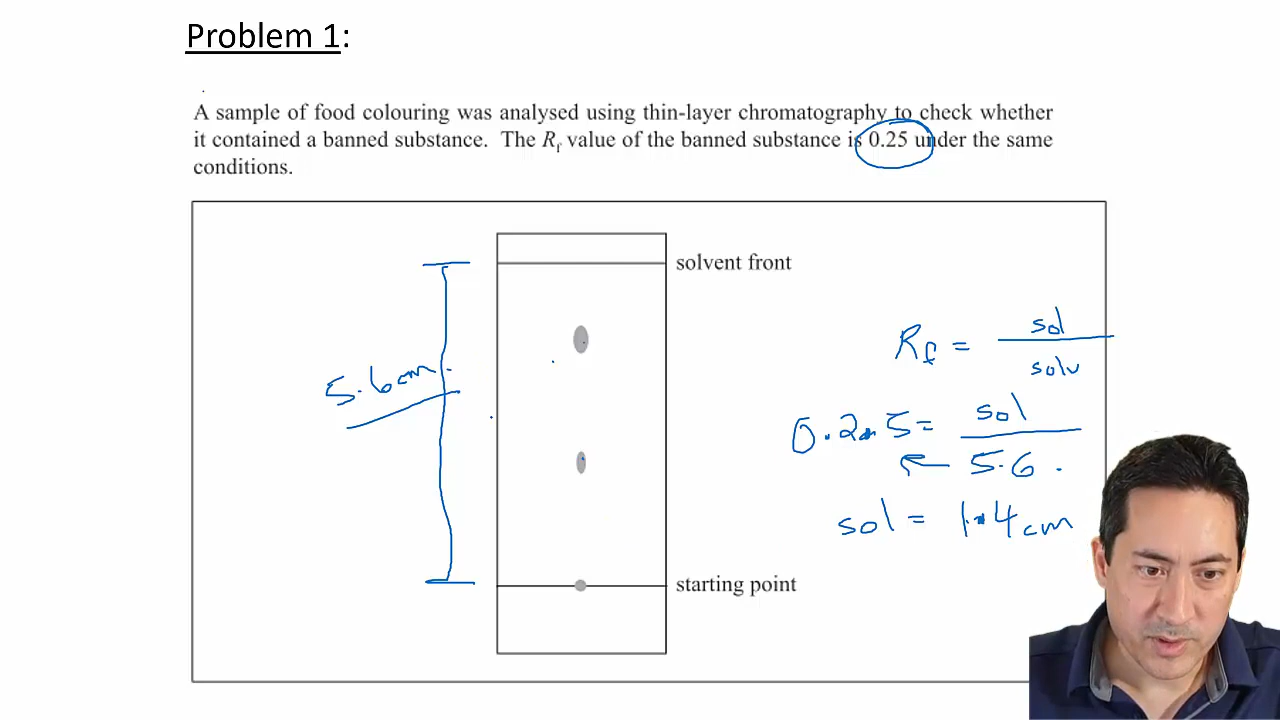 Problem 1:
A sample of food colouring was analysed using thin-layer chromatography to check whether
it contained a banned substance. The Rf value of the banned substance is 0.25 under the same
conditions.
solvent front
Rf = sol / solv
5.6cm
0.25 = sol / 5.6
sol = 1.4cm
starting point